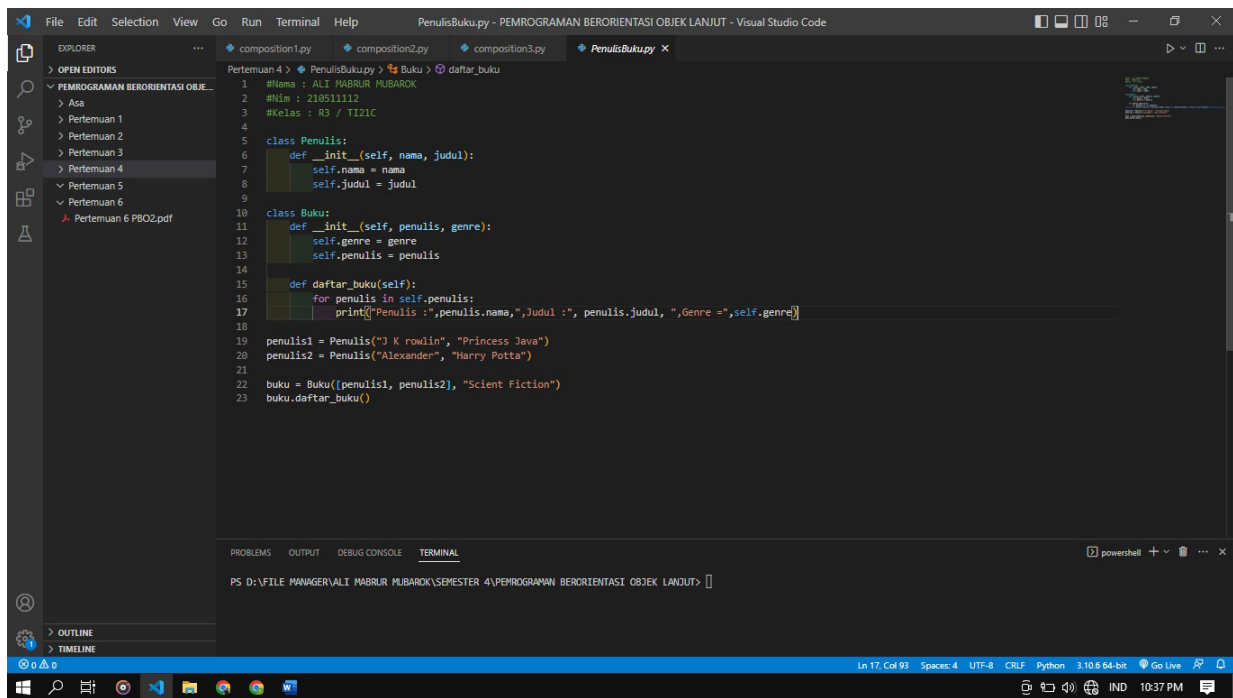 File Edit Selection View Go Run Terminal Help PenulisBuku.py - PEMROGRAMAN BERORIENTASI OBJEK LANJUT - Visual Studio Code
EXPLORER ...
> OPEN EDITORS
PEMROGRAMAN BERORIENTASI OBJE...
> Asa
> Pertemuan 1
> Pertemuan 2
> Pertemuan 3
> Pertemuan 4
Pertemuan 5
Pertemuan 6
Pertemuan 6 PBO2.pdf
> OUTLINE
> TIMELINE
composition1.py composition2.py composition3.py PenulisBuku.py ×
Pertemuan 4 > PenulisBuku.py > Buku > daftar_buku
1 #Nama : ALI MABRUR MUBAROK
2 #Nim : 210511112
3 #Kelas : R3 / TI21C
4
5 class Penulis:
6     def __init__(self, nama, judul):
7         self.nama = nama
8         self.judul = judul
9
10 class Buku:
11     def __init__(self, penulis, genre):
12         self.genre = genre
13         self.penulis = penulis
14
15     def daftar_buku(self):
16         for penulis in self.penulis:
17             print("Penulis :",penulis.nama,",Judul :", penulis.judul, ",Genre =",self.genre)
18
19 penulis1 = Penulis("J K rowlin", "Princess Java")
20 penulis2 = Penulis("Alexander", "Harry Potta")
21
22 buku = Buku([penulis1, penulis2], "Scient Fiction")
23 buku.daftar_buku()
PROBLEMS OUTPUT DEBUG CONSOLE TERMINAL powershell
PS D:\FILE MANAGER\ALI MABRUR MUBAROK\SEMESTER 4\PEMROGRAMAN BERORIENTASI OBJEK LANJUT>
1
0 0 Ln 17, Col 93 Spaces: 4 UTF-8 CRLF Python 3.10.6 64-bit Go Live
IND 10:37 PM